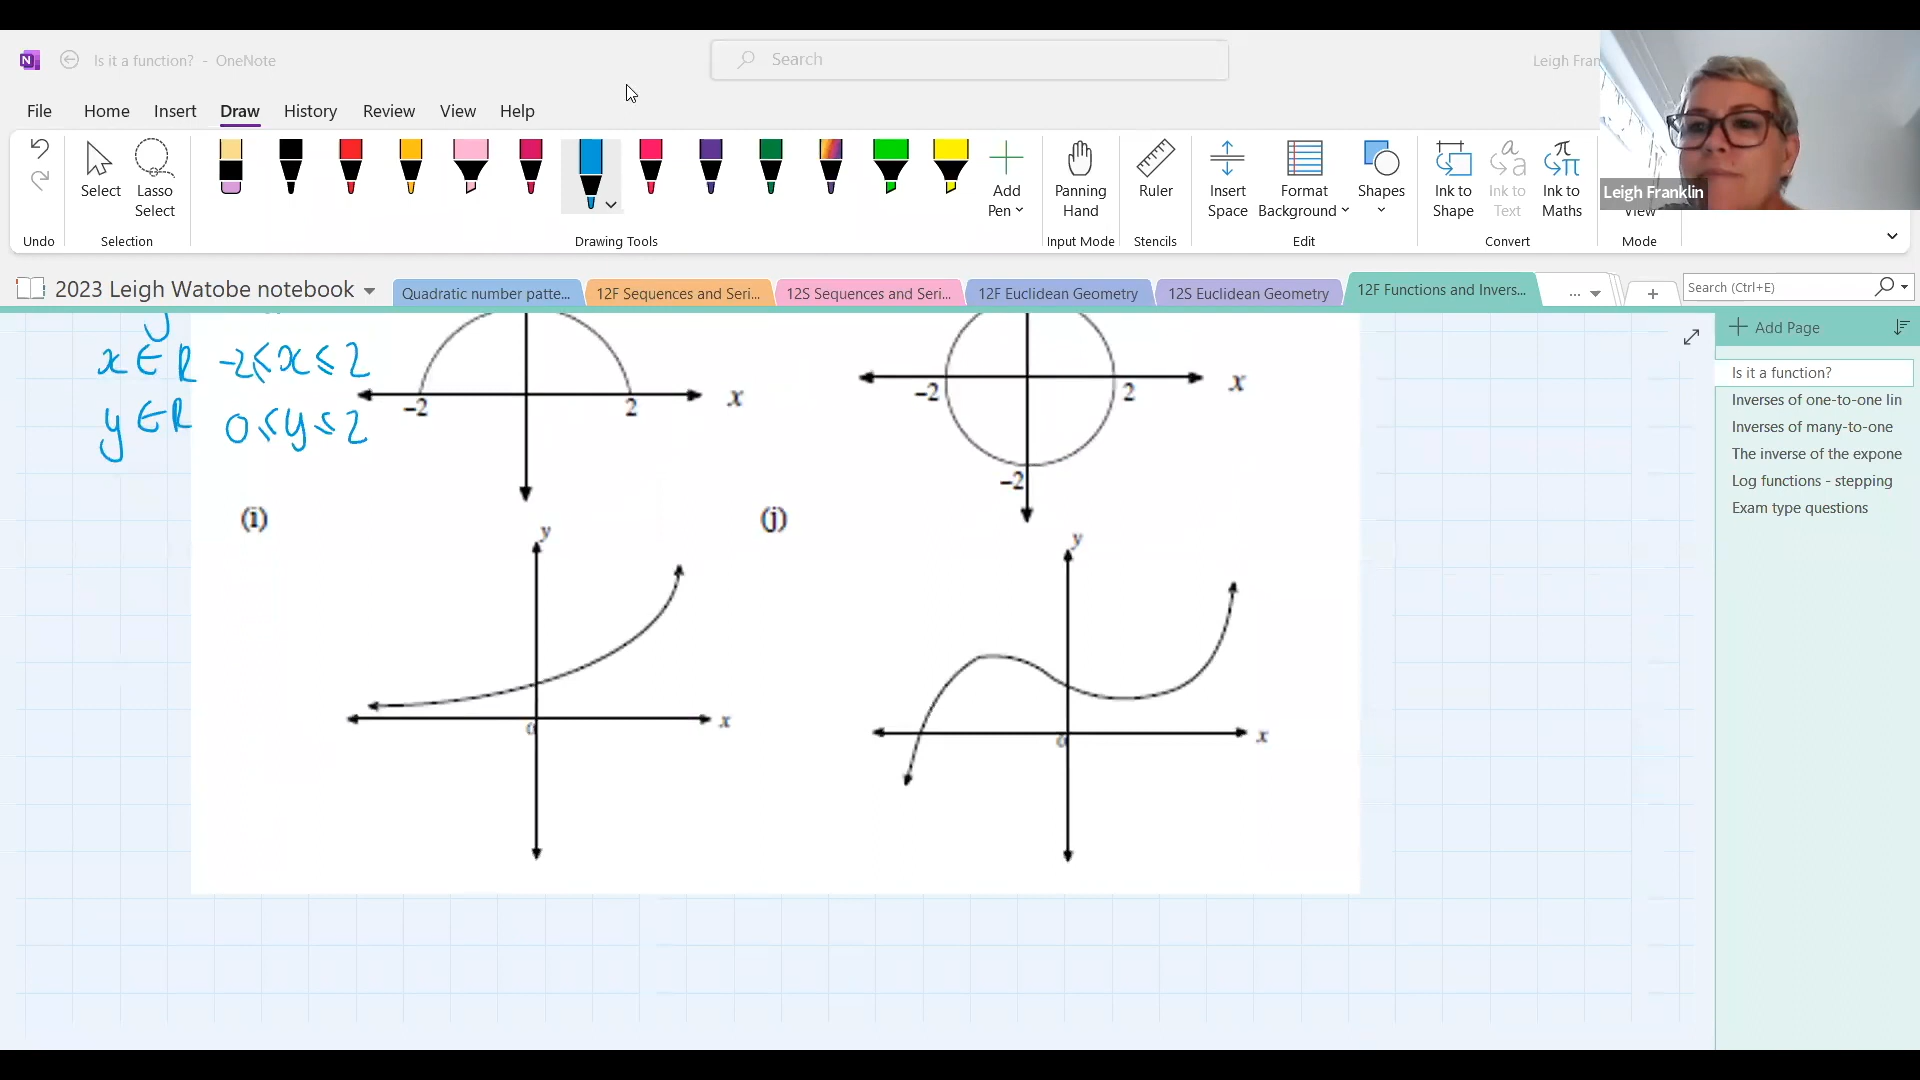 Is it a function? - OneNote
Search
Leigh Fran
File Home Insert Draw History Review View Help
Select
Lasso Select
Add Pen
Panning Hand
Ruler
Insert Space
Format Background
Shapes
Ink to Shape
Ink to Text
Ink to Maths
View
Leigh Franklin
Undo Selection Drawing Tools Input Mode Stencils Edit Convert Mode
2023 Leigh Watobe notebook
Quadratic number patte...
12F Sequences and Seri...
12S Sequences and Seri...
12F Euclidean Geometry
12S Euclidean Geometry
12F Functions and Invers...
...
Search (Ctrl+E)
Add Page
Is it a function?
Inverses of one-to-one lin
Inverses of many-to-one
The inverse of the expone
Log functions - stepping
Exam type questions
y
x ∈ R -2 ≤ x ≤ 2
y ∈ R 0 ≤ y ≤ 2
-2 2 x
-2 2 x
-2
(i) (j)
y
0 x
y
0 x